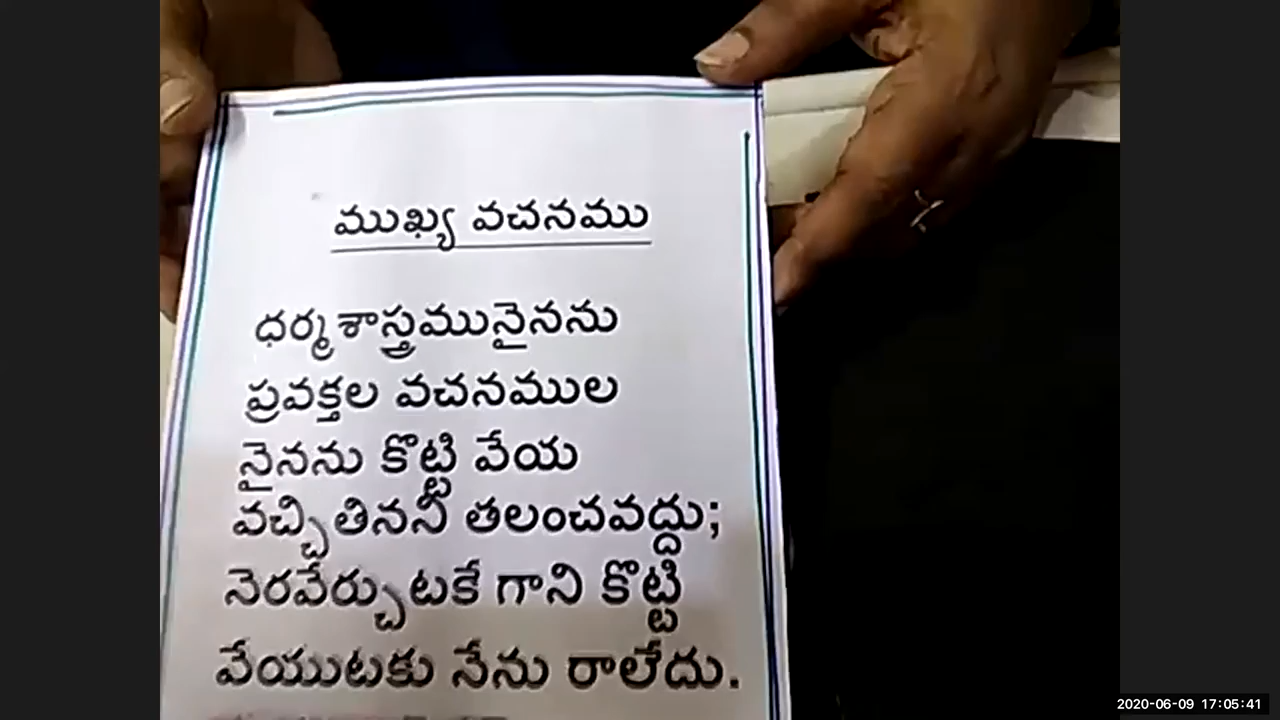 ముఖ్య వచనము
ధర్మశాస్త్రమునైనను
ప్రవక్తల వచనముల
నైనను కొట్టి వేయ
వచ్చితినని తలంచవద్దు;
నెరవేర్చుటకే గాని కొట్టి
వేయుటకు నేను రాలేదు.
2020-06-09 17:05:41